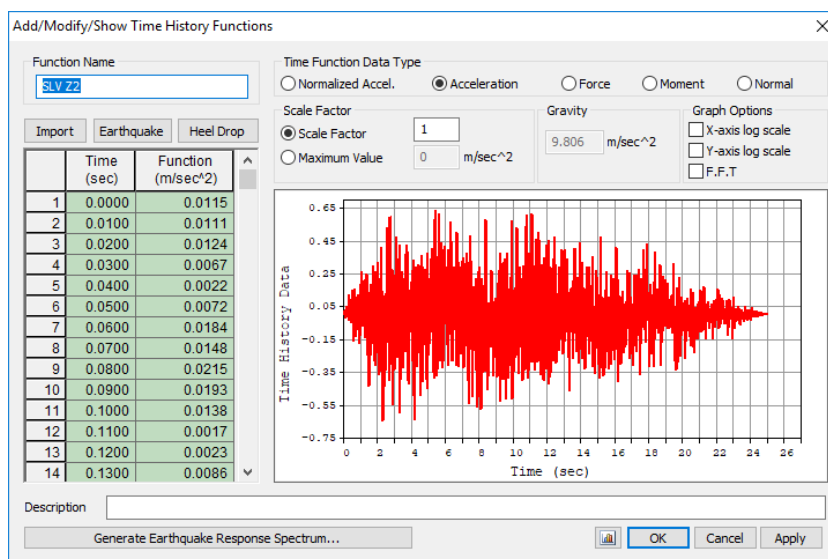 Add/Modify/Show Time History Functions
Function Name
SLV Z2
Time Function Data Type
Normalized Accel. Acceleration Force Moment Normal
Import Earthquake Heel Drop
Scale Factor
Scale Factor 1
Maximum Value 0 m/sec^2
Gravity
9.806 m/sec^2
Graph Options
X-axis log scale
Y-axis log scale
F.F.T
Time (sec) Function (m/sec^2)
1 0.0000 0.0115
2 0.0100 0.0111
3 0.0200 0.0124
4 0.0300 0.0067
5 0.0400 0.0022
6 0.0500 0.0072
7 0.0600 0.0184
8 0.0700 0.0148
9 0.0800 0.0215
10 0.0900 0.0193
11 0.1000 0.0138
12 0.1100 0.0017
13 0.1200 0.0023
14 0.1300 0.0086
Time History Data
0.65
0.45
0.25
0.05
-0.15
-0.35
-0.55
-0.75
0 2 4 6 8 10 12 14 16 18 20 22 24 26
Time (sec)
Description
Generate Earthquake Response Spectrum... OK Cancel Apply